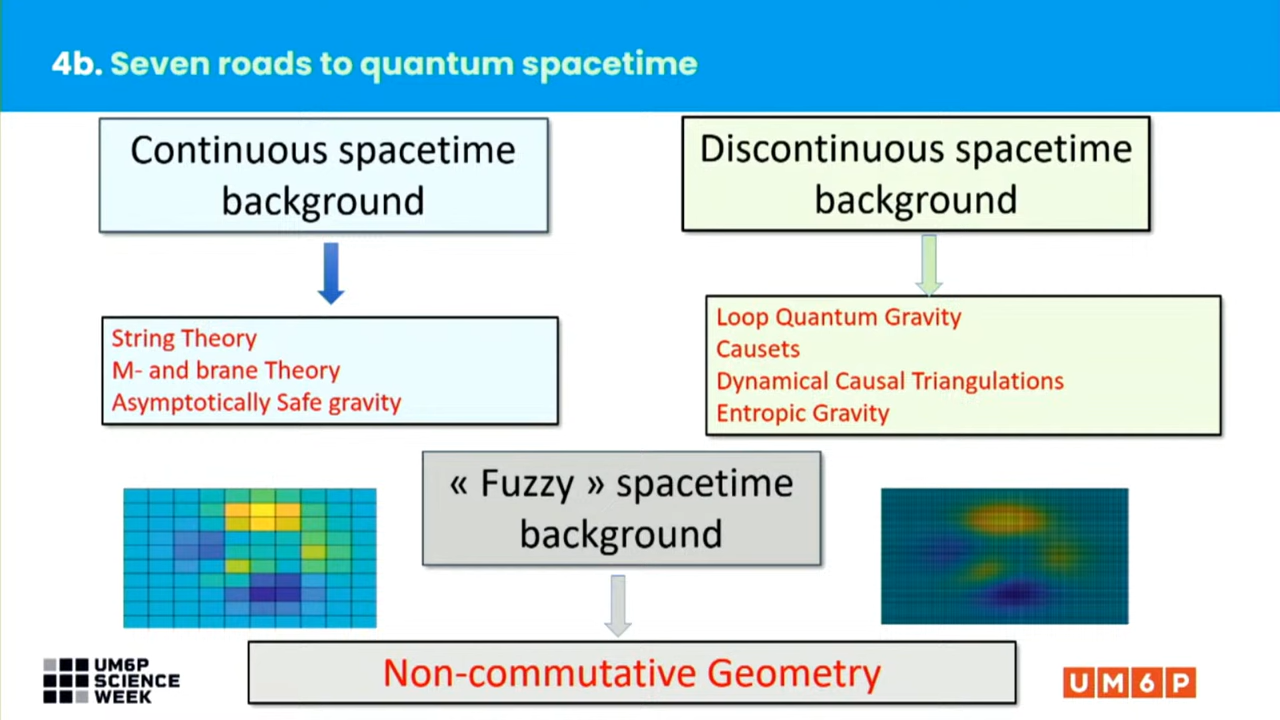 4b. Seven roads to quantum spacetime
Continuous spacetime
background
Discontinuous spacetime
background
String Theory
M- and brane Theory
Asymptotically Safe gravity
Loop Quantum Gravity
Causets
Dynamical Causal Triangulations
Entropic Gravity
« Fuzzy » spacetime
background
Non-commutative Geometry
UM6P
SCIENCE
WEEK
UM6P